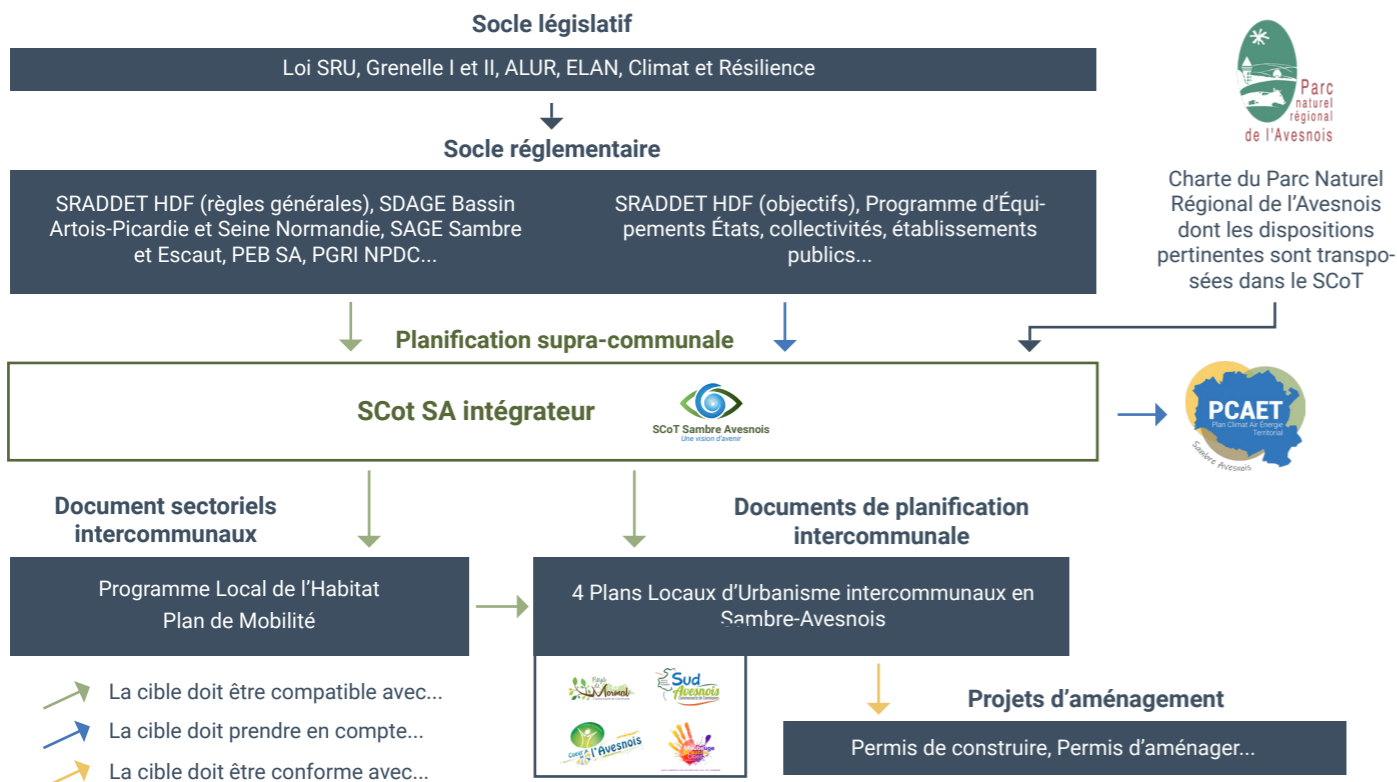 Socle législatif
Loi SRU, Grenelle I et II, ALUR, ELAN, Climat et Résilience
Parc
naturel
régional
de l'Avesnois
Socle réglementaire
SRADDET HDF (règles générales), SDAGE Bassin
Artois-Picardie et Seine Normandie, SAGE Sambre
et Escaut, PEB SA, PGRI NPDC...
SRADDET HDF (objectifs), Programme d'Équi-
pements États, collectivités, établissements
publics...
Charte du Parc Naturel
Régional de l'Avesnois
dont les dispositions
pertinentes sont transpo-
sées dans le SCoT
Planification supra-communale
SCot SA intégrateur
SCoT Sambre Avesnois
Une vision d'avenir
PCAET
Plan Climat Air Énergie
Territorial
Sambre Avesnois
Document sectoriels
intercommunaux
Documents de planification
intercommunale
Programme Local de l'Habitat
Plan de Mobilité
4 Plans Locaux d'Urbanisme intercommunaux en
Sambre-Avesnois
Pays de
Mormal
Sud
Avesnois
Coeur de
l'Avesnois
La cible doit être compatible avec...
La cible doit prendre en compte...
La cible doit être conforme avec...
Projets d'aménagement
Permis de construire, Permis d'aménager...